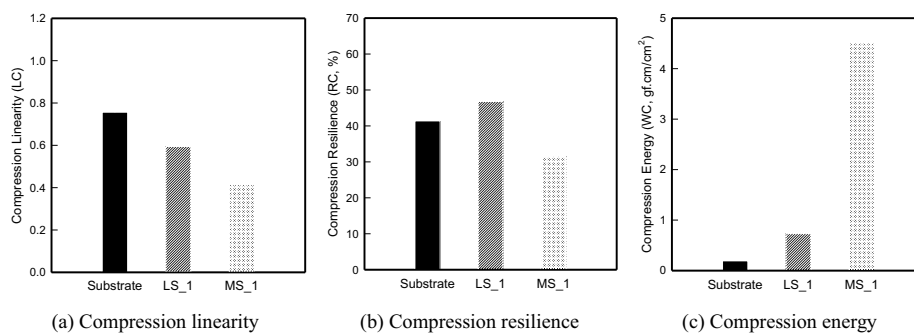 Compression Linearity (LC)
1.2
1.0
0.8
0.6
0.4
0.2
0.0
Substrate LS_1 MS_1
(a) Compression linearity
Compression Resilience (RC, %)
70
60
50
40
30
20
10
0
Substrate LS_1 MS_1
(b) Compression resilience
Compression Energy (WC, gf.cm/cm²)
5
4
3
2
1
0
Substrate LS_1 MS_1
(c) Compression energy